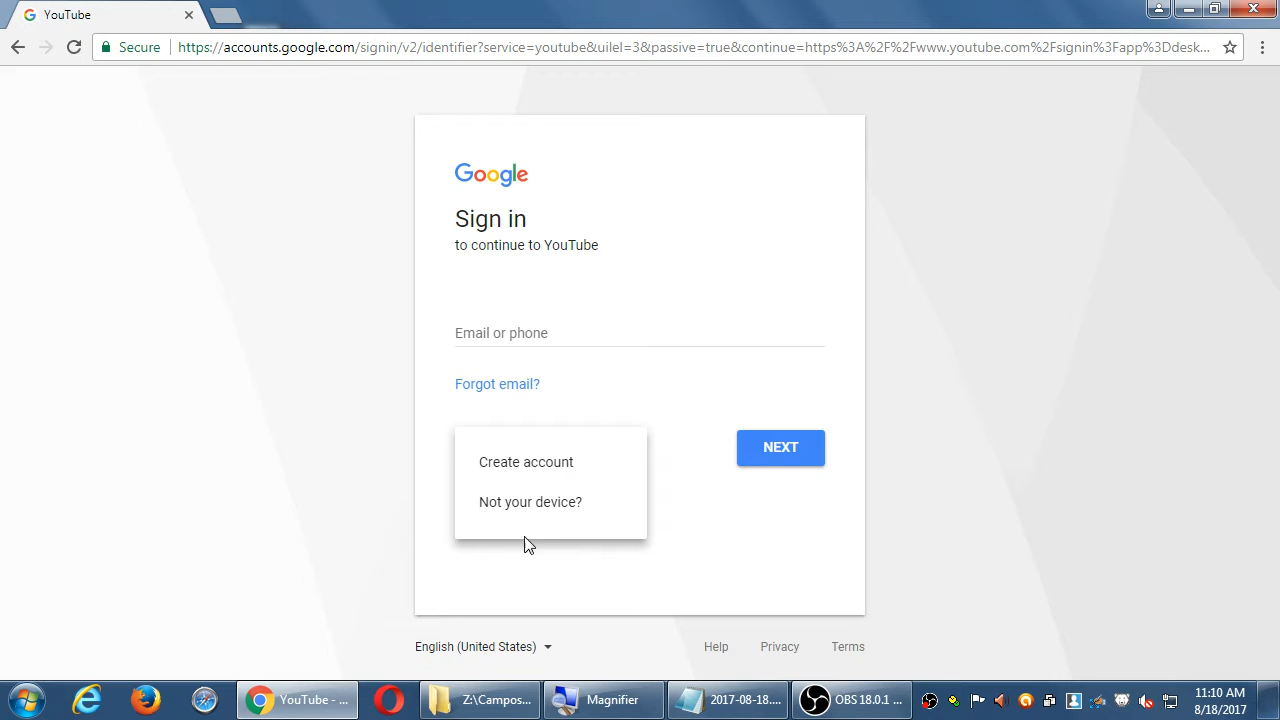 YouTube
Secure
https://accounts.google.com/signin/v2/identifier?service=youtube&uilel=3&passive=true&continue=https%3A%2F%2Fwww.youtube.com%2Fsignin%3Fapp%3Ddesk...
Google
Sign in
to continue to YouTube
Email or phone
Forgot email?
Create account
NEXT
Not your device?
English (United States)
Help
Privacy
Terms
YouTube - ...
Z:\Campos...
Magnifier
2017-08-18....
OBS 18.0.1 ...
11:10 AM
8/18/2017